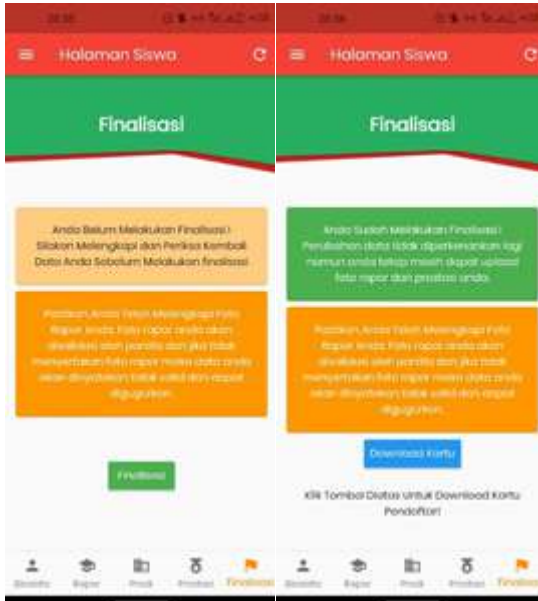 Halaman Siswa
Finalisasi
Anda Belum Melakukan Finalisasi !
Silakan Melengkapi dan Periksa Kembali
Data Anda Sebelum Melakukan finalisasi
Pastikan Anda Telah Melengkapi Foto
Rapor Anda. Foto rapor anda akan
divalidasi oleh panitia dan jika tidak
menyertakan foto rapor maka data anda
akan dinyatakan tidak valid dan dapat
digugurkan.
Finalisasi
Biodata
Rapor
Prodi
Prestasi
Finalisasi
Halaman Siswa
Finalisasi
Anda Sudah Melakukan Finalisasi !
Perubahan data tidak diperkenankan lagi
namun anda tetap masih dapat upload
foto rapor dan prestasi anda.
Pastikan Anda Telah Melengkapi Foto
Rapor Anda. Foto rapor anda akan
divalidasi oleh panitia dan jika tidak
menyertakan foto rapor maka data anda
akan dinyatakan tidak valid dan dapat
digugurkan.
Download Kartu
Klik Tombol Diatas Untuk Download Kartu
Pendaftar!
Biodata
Rapor
Prodi
Prestasi
Finalisasi